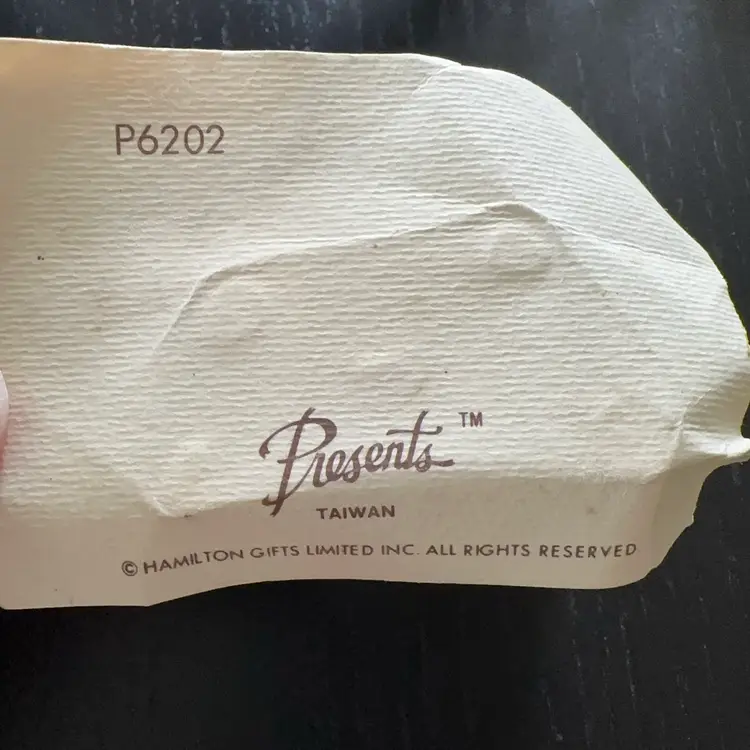 P6202
Presents™
TAIWAN
© HAMILTON GIFTS LIMITED INC. ALL RIGHTS RESERVED